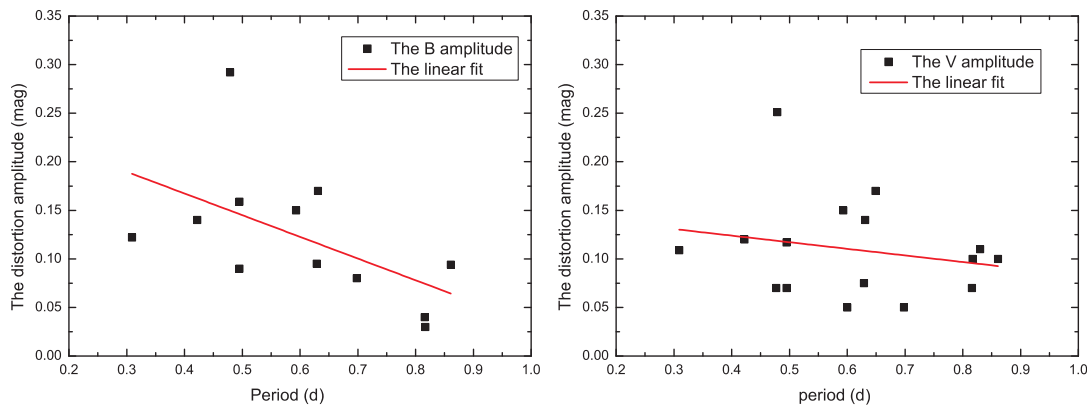 The distortion amplitude (mag)
0.35
0.30
0.25
0.20
0.15
0.10
0.05
0.00
The B amplitude
The linear fit
0.2 0.3 0.4 0.5 0.6 0.7 0.8 0.9 1.0
Period (d)
The distortion amplitude (mag)
0.35
0.30
0.25
0.20
0.15
0.10
0.05
0.00
The V amplitude
The linear fit
0.2 0.3 0.4 0.5 0.6 0.7 0.8 0.9 1.0
period (d)